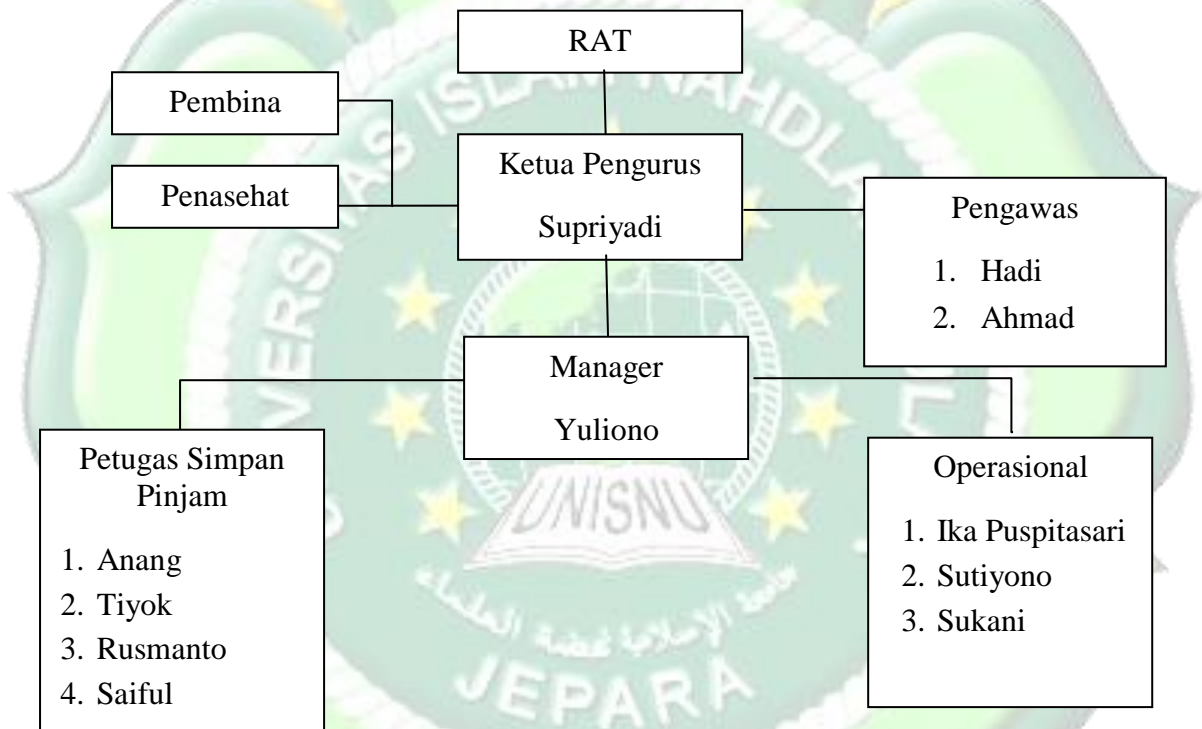 RAT
Pembina
Penasehat
Ketua Pengurus
Supriyadi
Pengawas
1. Hadi
2. Ahmad
Manager
Yuliono
Petugas Simpan
Pinjam
1. Anang
2. Tiyok
3. Rusmanto
4. Saiful
Operasional
1. Ika Puspitasari
2. Sutiyono
3. Sukani
UNISNU
JEPARA